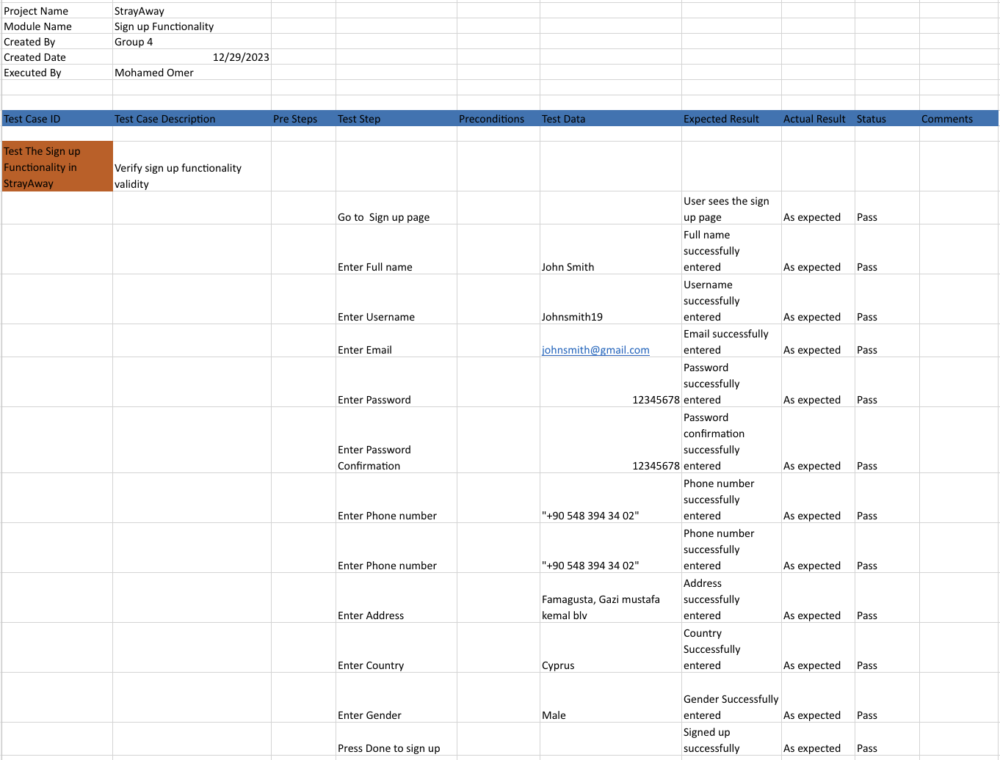 Project Name StrayAway
Module Name Sign up Functionality
Created By Group 4
Created Date 12/29/2023
Executed By Mohamed Omer
Test Case ID Test Case Description Pre Steps Test Step Preconditions Test Data Expected Result Actual Result Status Comments
Test The Sign up
Functionality in
StrayAway
Verify sign up functionality
validity
Go to  Sign up page
User sees the sign
up page
As expected
Pass
Enter Full name
John Smith
Full name
successfully
entered
As expected
Pass
Enter Username
Johnsmith19
Username
successfully
entered
As expected
Pass
Enter Email
johnsmith@gmail.com
Email successfully
entered
As expected
Pass
Enter Password
12345678
Password
successfully
entered
As expected
Pass
Enter Password
Confirmation
12345678
Password
confirmation
successfully
entered
As expected
Pass
Enter Phone number
"+90 548 394 34 02"
Phone number
successfully
entered
As expected
Pass
Enter Phone number
"+90 548 394 34 02"
Phone number
successfully
entered
As expected
Pass
Enter Address
Famagusta, Gazi mustafa
kemal blv
Address
successfully
entered
As expected
Pass
Enter Country
Cyprus
Country
Successfully
entered
As expected
Pass
Enter Gender
Male
Gender Successfully
entered
As expected
Pass
Press Done to sign up
Signed up
successfully
As expected
Pass